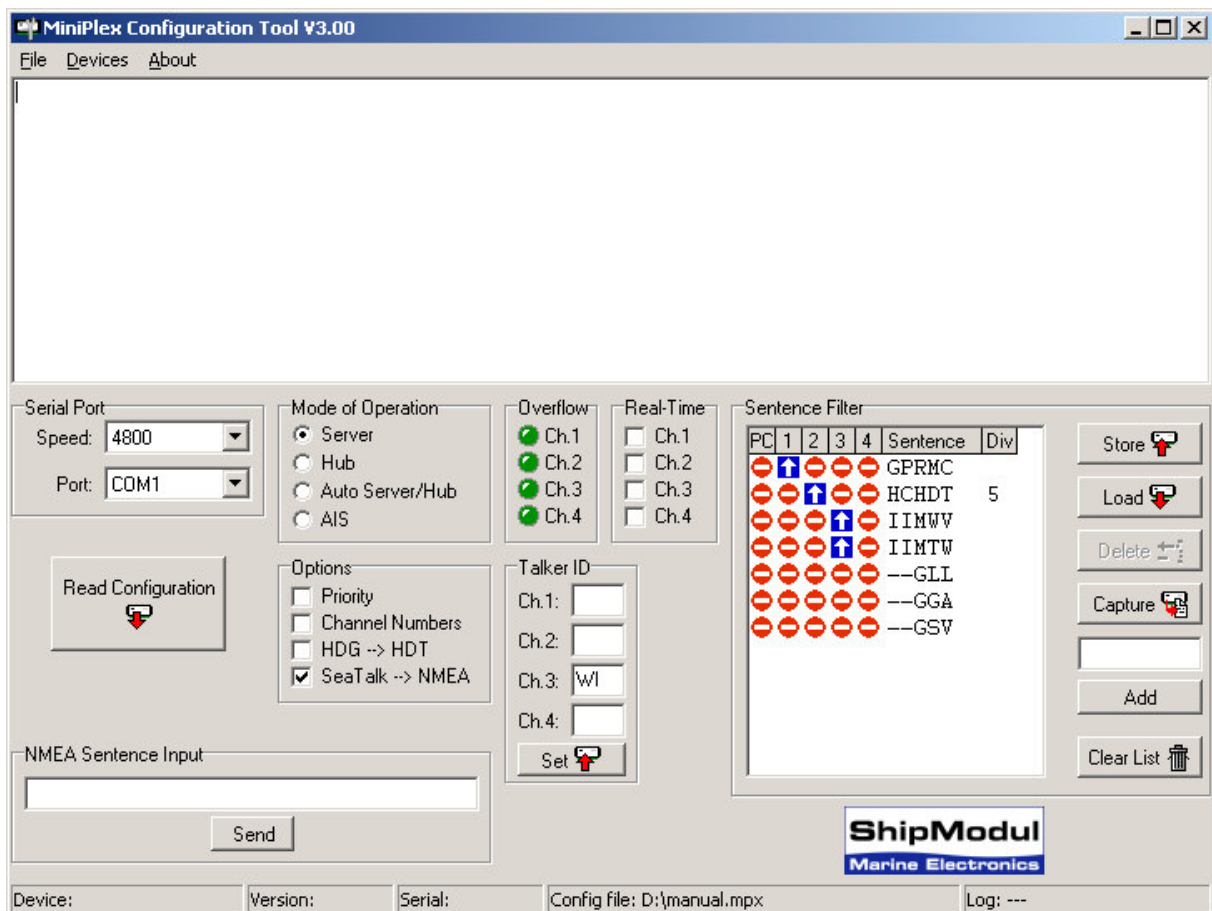 MiniPlex Configuration Tool V3.00
File Devices About
Serial Port
Speed: 4800
Port: COM1
Read Configuration
Mode of Operation
Server
Hub
Auto Server/Hub
AIS
Options
Priority
Channel Numbers
HDG --> HDT
SeaTalk --> NMEA
Overflow
Ch.1
Ch.2
Ch.3
Ch.4
Real-Time
Ch.1
Ch.2
Ch.3
Ch.4
Talker ID
Ch.1:
Ch.2:
Ch.3: WI
Ch.4:
Set
Sentence Filter
PC 1 2 3 4 Sentence Div
GPRMC
HCHDT 5
IIMWV
IIMTW
--GLL
--GGA
--GSV
Store
Load
Delete
Capture
Add
Clear List
NMEA Sentence Input
Send
ShipModul
Marine Electronics
Device: Version: Serial: Config file: D:\manual.mpx Log: ---